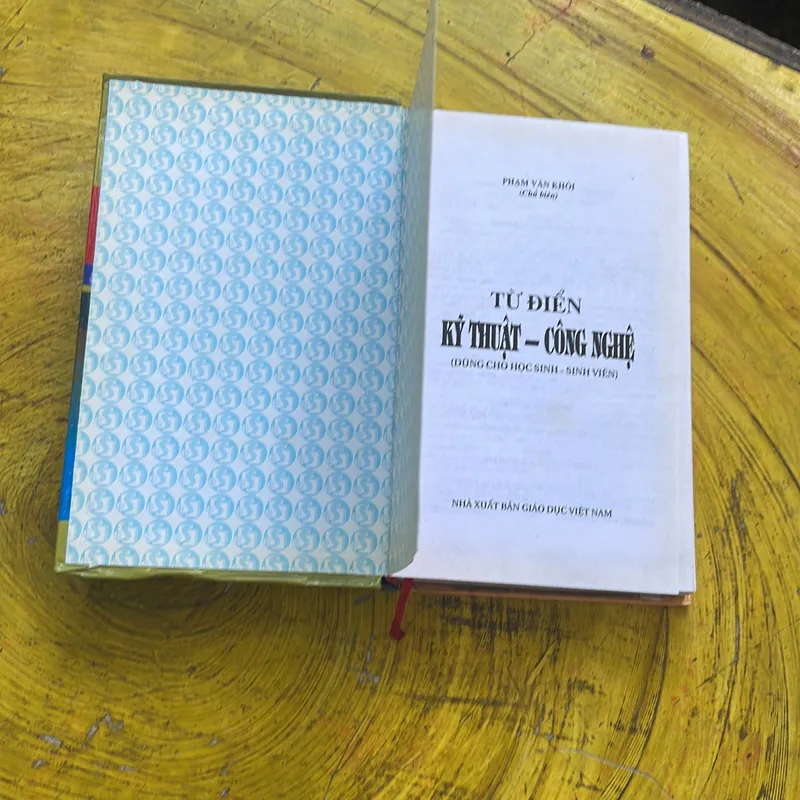 PHẠM VĂN KHÔI
(Chủ biên)
TỪ ĐIỂN
KỸ THUẬT – CÔNG NGHỆ
(DÙNG CHO HỌC SINH - SINH VIÊN)
NHÀ XUẤT BẢN GIÁO DỤC VIỆT NAM